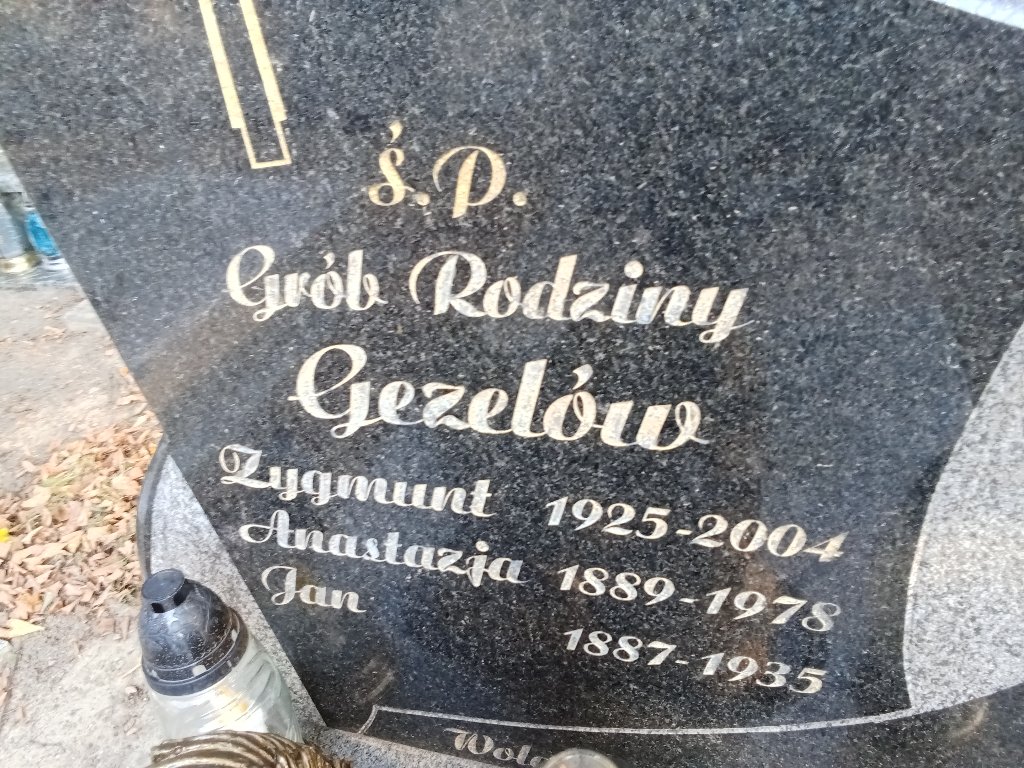 Ś.P.
Grób Rodziny
Gezelów
Zygmunt 1925-2004
Anastazja 1889-1978
Jan 1887-1935